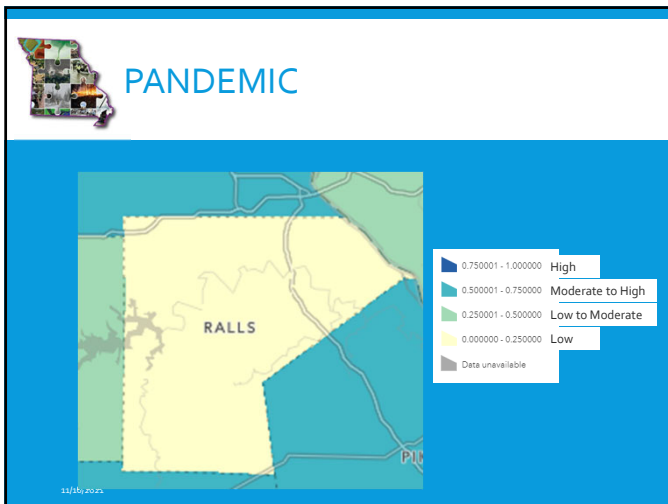 PANDEMIC
RALLS
0.750001 - 1.000000 High
0.500001 - 0.750000 Moderate to High
0.250001 - 0.500000 Low to Moderate
0.000000 - 0.250000 Low
Data unavailable